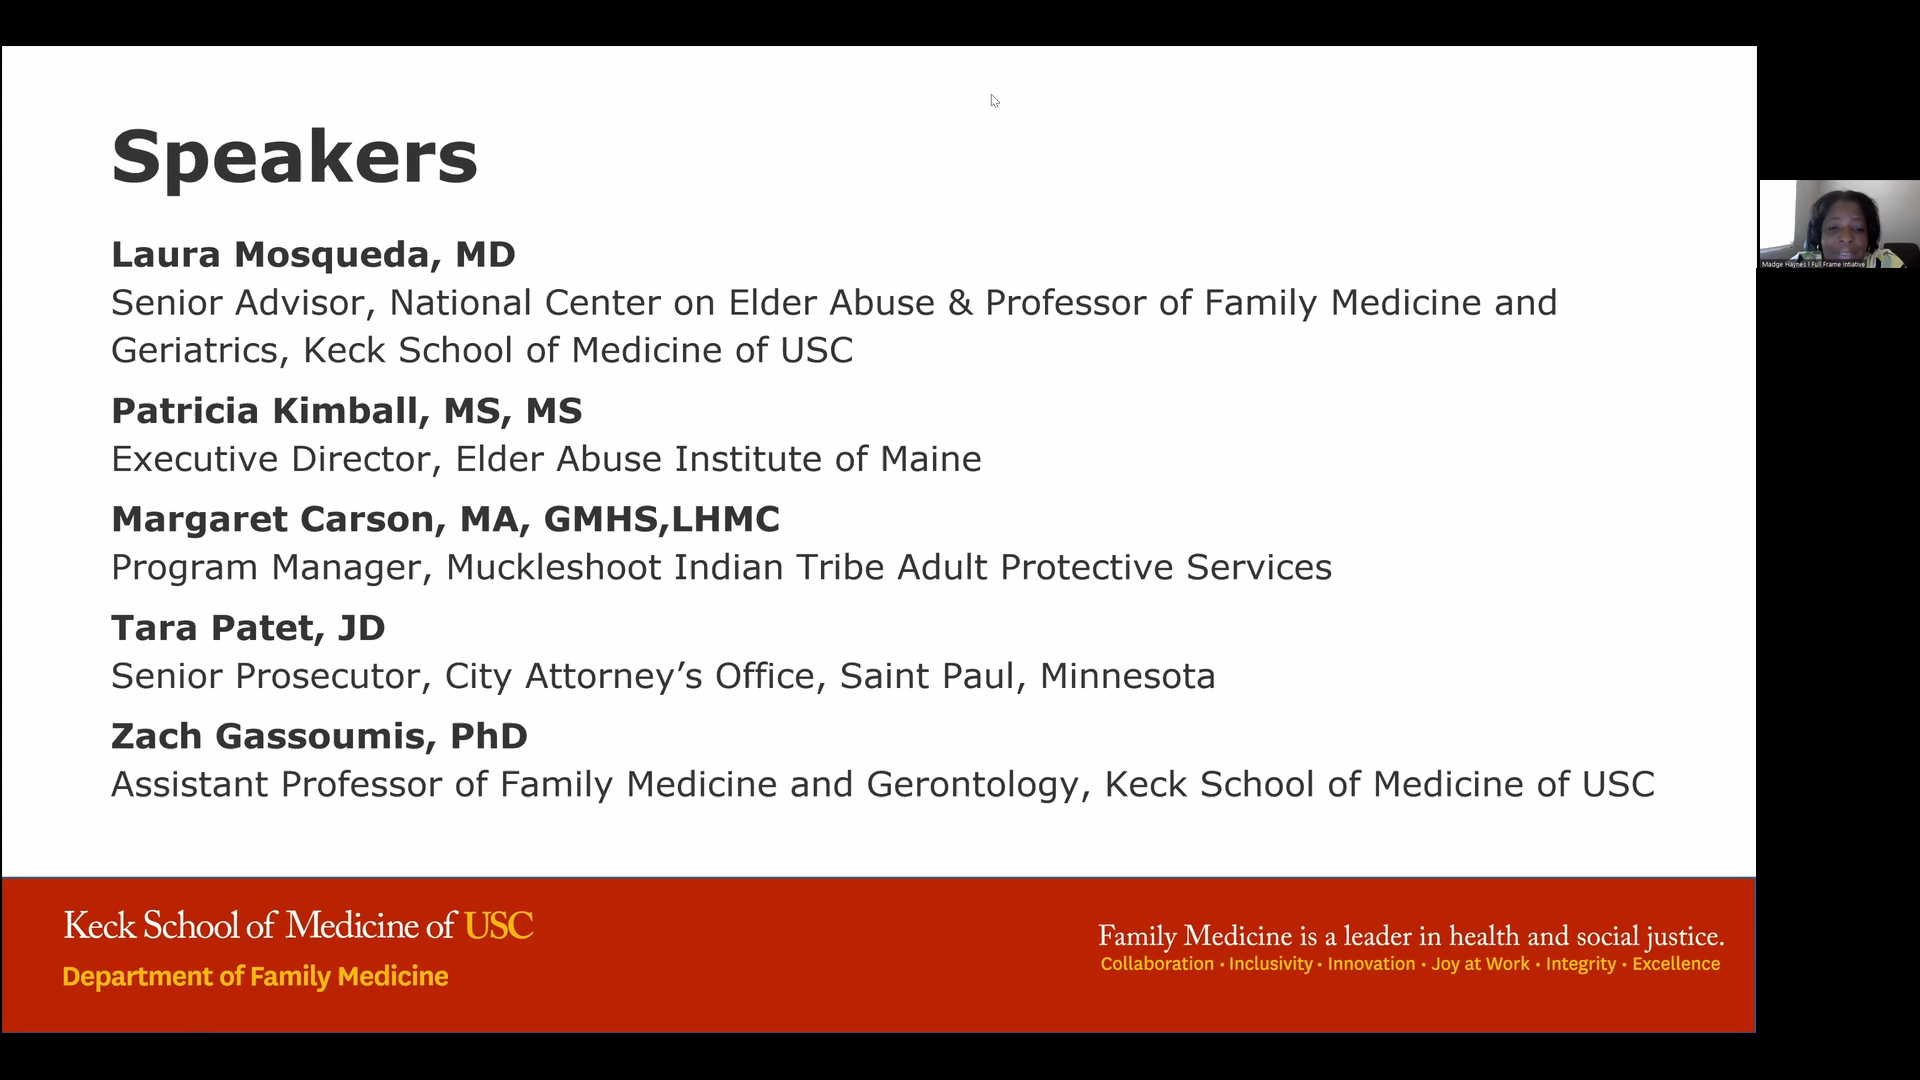 Speakers
Laura Mosqueda, MD
Senior Advisor, National Center on Elder Abuse & Professor of Family Medicine and
Geriatrics, Keck School of Medicine of USC
Patricia Kimball, MS, MS
Executive Director, Elder Abuse Institute of Maine
Margaret Carson, MA, GMHS,LHMC
Program Manager, Muckleshoot Indian Tribe Adult Protective Services
Tara Patet, JD
Senior Prosecutor, City Attorney’s Office, Saint Paul, Minnesota
Zach Gassoumis, PhD
Assistant Professor of Family Medicine and Gerontology, Keck School of Medicine of USC
Keck School of Medicine of USC
Department of Family Medicine
Family Medicine is a leader in health and social justice.
Collaboration • Inclusivity • Innovation • Joy at Work • Integrity • Excellence
Madge Haynes | Full Frame Intiative